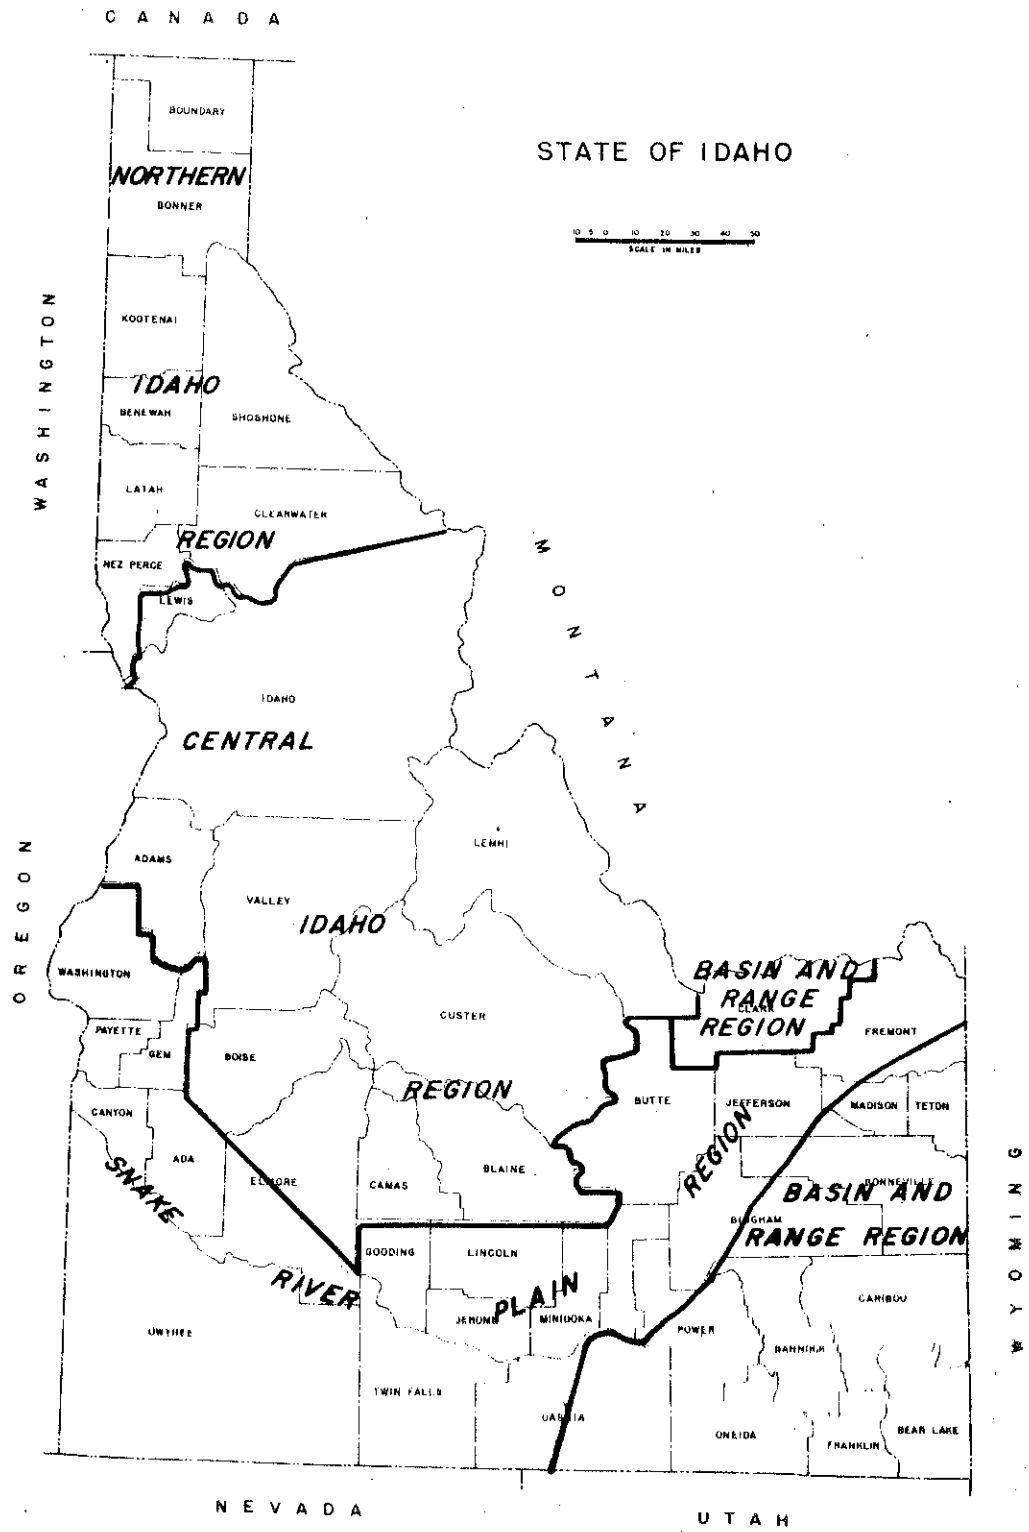 CANADA
BOUNDARY
STATE OF IDAHO
NORTHERN
BONNER
10 5 0 10 20 30 40 50
SCALE IN MILES
WASHINGTON
KOOTENAI
IDAHO
BENEWAH
SHOSHONE
LATAH
CLEARWATER
REGION
NEZ PERCE
LEWIS
MONTANA
IDAHO
CENTRAL
OREGON
ADAMS
LEMHI
VALLEY
IDAHO
WASHINGTON
BASIN AND
RANGE
CLARK
REGION
CUSTER
PAYETTE
GEM
BOISE
FREMONT
REGION
BUTTE
JEFFERSON
MADISON
TETON
CANYON
ADA
SNAKE
ELMORE
CAMAS
BLAINE
REGION
BONNEVILLE
BASIN AND
BINGHAM
RANGE REGION
WYOMING
GOODING
LINCOLN
RIVER
PLAIN
JEROME
MINIDOKA
CARIBOU
OWYHEE
POWER
BANNOCK
TWIN FALLS
CASSIA
ONEIDA
FRANKLIN
BEAR LAKE
NEVADA
UTAH